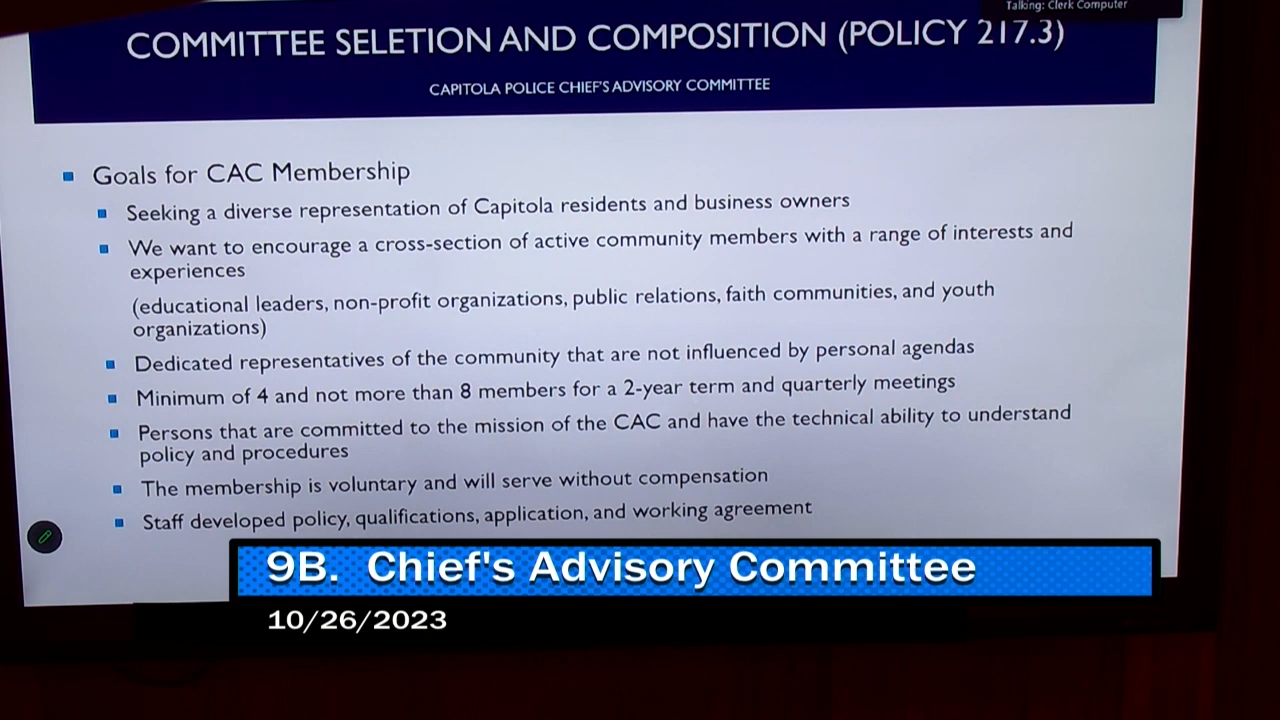 Talking: Clerk Computer
COMMITTEE SELETION AND COMPOSITION (POLICY 217.3)
CAPITOLA POLICE CHIEF'S ADVISORY COMMITTEE
Goals for CAC Membership
Seeking a diverse representation of Capitola residents and business owners
We want to encourage a cross-section of active community members with a range of interests and
experiences
(educational leaders, non-profit organizations, public relations, faith communities, and youth
organizations)
Dedicated representatives of the community that are not influenced by personal agendas
Minimum of 4 and not more than 8 members for a 2-year term and quarterly meetings
Persons that are committed to the mission of the CAC and have the technical ability to understand
policy and procedures
The membership is voluntary and will serve without compensation
Staff developed policy, qualifications, application, and working agreement
9B. Chief's Advisory Committee
10/26/2023